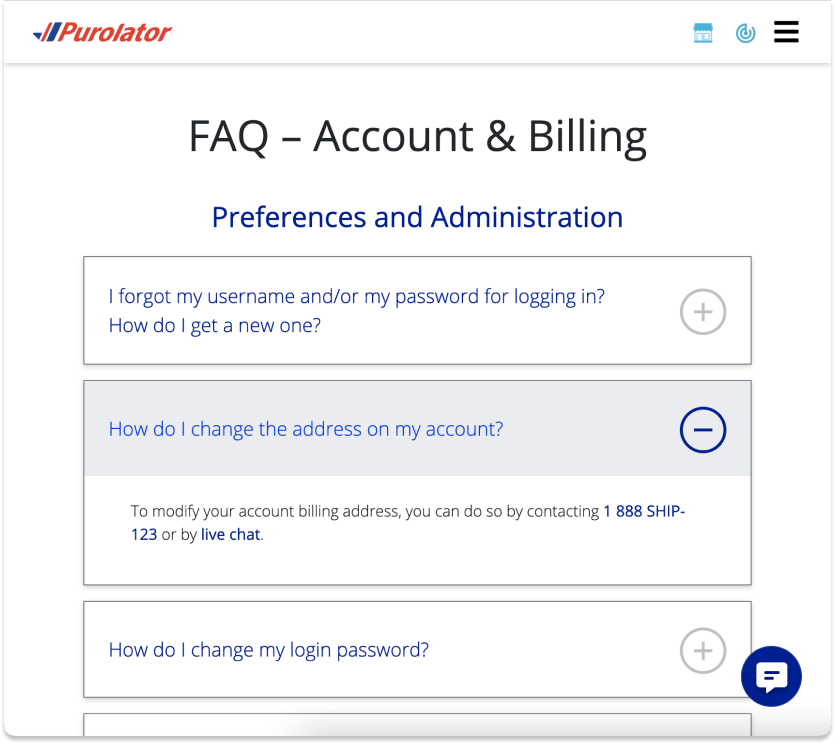 Purolator
FAQ – Account & Billing
Preferences and Administration
I forgot my username and/or my password for logging in?
How do I get a new one?
How do I change the address on my account?
To modify your account billing address, you can do so by contacting 1 888 SHIP-
123 or by live chat.
How do I change my login password?